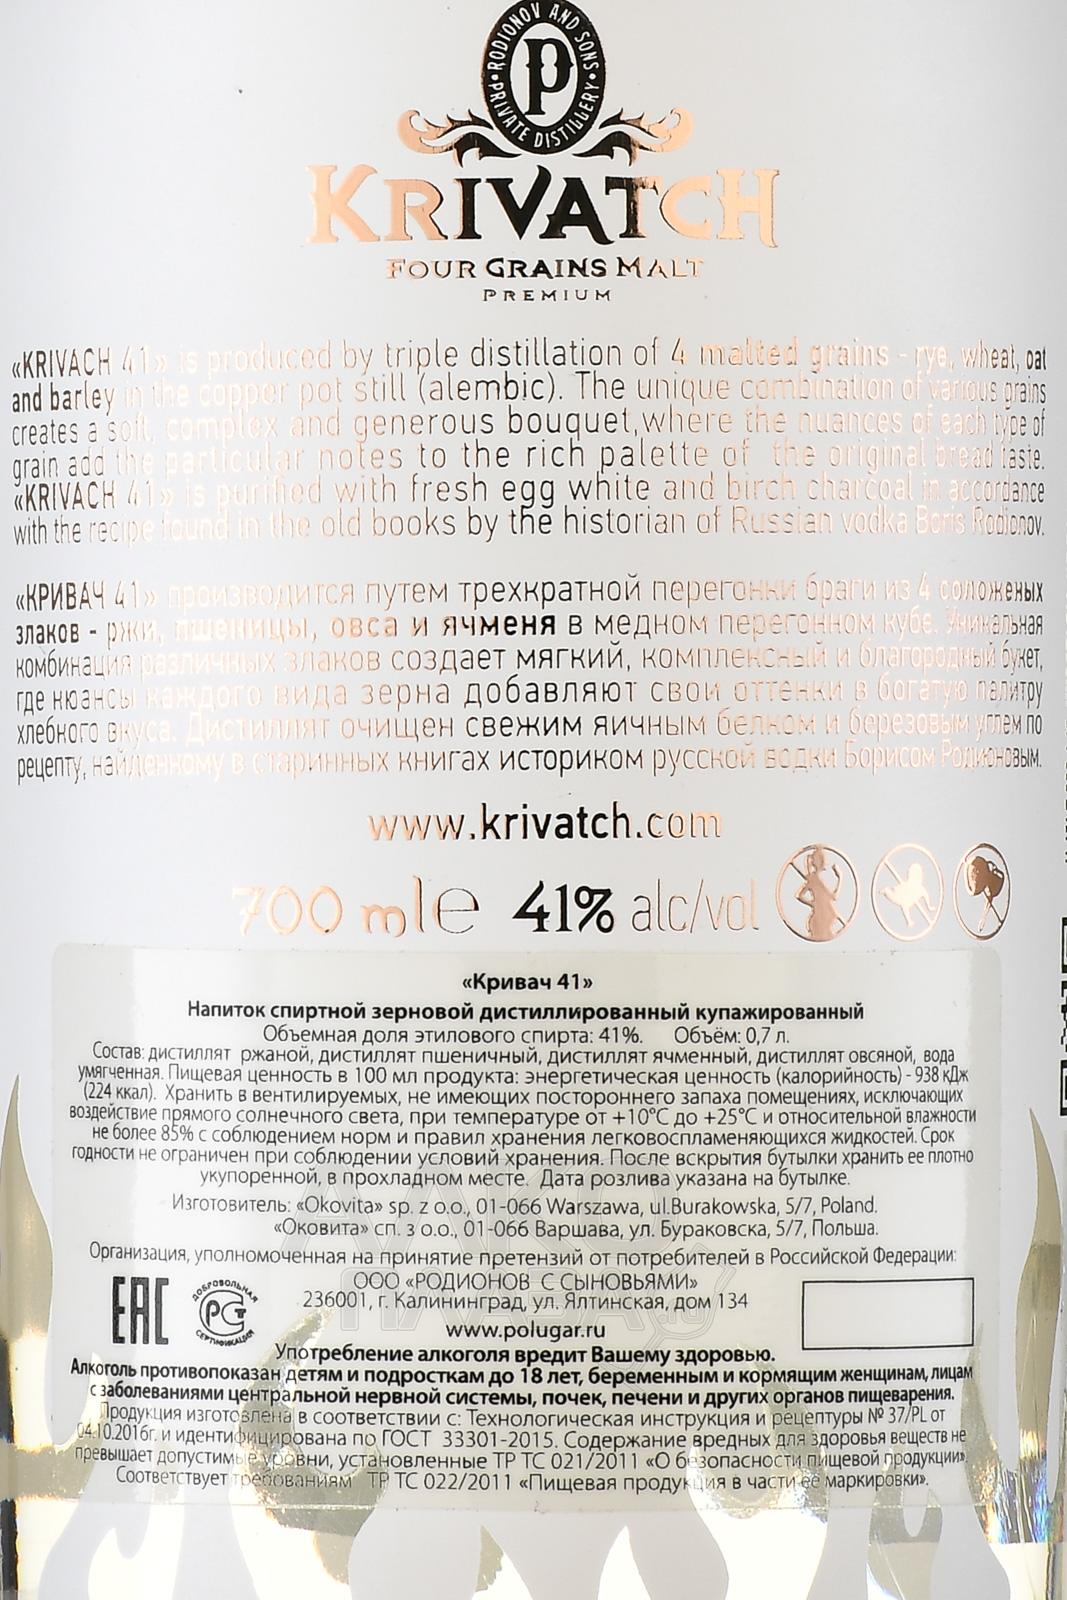 RODIONOV AND SONS
P
PRIVATE DISTILLERY
KRIVATCH
FOUR GRAINS MALT
PREMIUM
«KRIVACH 41» is produced by triple distillation of 4 malted grains - rye, wheat, oat
and barley in the copper pot still (alembic). The unique combination of various grains
creates a soft, complex and generous bouquet,where the nuances of each type of
grain add the particular notes to the rich palette of the original bread taste.
«KRIVACH 41» is purified with fresh egg white and birch charcoal in accordance
with the recipe found in the old books by the historian of Russian vodka Boris Rodionov.
«КРИВАЧ 41» производится путем трехкратной перегонки браги из 4 соложеных
злаков - ржи, пшеницы, овса и ячменя в медном перегонном кубе. Уникальная
комбинация различных злаков создает мягкий, комплексный и благородный букет,
где нюансы каждого вида зерна добавляют свои оттенки в богатую палитру
хлебного вкуса. Дистиллят очищен свежим яичным белком и березовым углем по
рецепту, найденному в старинных книгах историком русской водки Борисом Родионовым.
www.krivatch.com
700 ml e 41% alc/vol
«Кривач 41»
Напиток спиртной зерновой дистиллированный купажированный
Объемная доля этилового спирта: 41%. Объём: 0,7 л.
Состав: дистиллят ржаной, дистиллят пшеничный, дистиллят ячменный, дистиллят овсяной, вода
умягченная. Пищевая ценность в 100 мл продукта: энергетическая ценность (калорийность) - 938 кДж
(224 ккал). Хранить в вентилируемых, не имеющих постороннего запаха помещениях, исключающих
воздействие прямого солнечного света, при температуре от +10°С до +25°С и относительной влажности
не более 85% с соблюдением норм и правил хранения легковоспламеняющихся жидкостей. Срок
годности не ограничен при соблюдении условий хранения. После вскрытия бутылки хранить ее плотно
укупоренной, в прохладном месте. Дата розлива указана на бутылке.
Изготовитель: «Okovita» sp. z o.o., 01-066 Warszawa, ul.Burakowska, 5/7, Poland.
«Оковита» сп. з о.о., 01-066 Варшава, ул. Бураковска, 5/7, Польша.
Организация, уполномоченная на принятие претензий от потребителей в Российской Федерации:
ООО «РОДИОНОВ С СЫНОВЬЯМИ»
236001, г. Калининград, ул. Ялтинская, дом 134
www.polugar.ru
EAC
ДОБРОВОЛЬНАЯ
РСТ
СЕРТИФИКАЦИЯ
Употребление алкоголя вредит Вашему здоровью.
Алкоголь противопоказан детям и подросткам до 18 лет, беременным и кормящим женщинам, лицам
с заболеваниями центральной нервной системы, почек, печени и других органов пищеварения.
Продукция изготовлена в соответствии с: Технологическая инструкция и рецептуры № 37/PL от
04.10.2016г. и идентифицирована по ГОСТ 33301-2015. Содержание вредных для здоровья веществ не
превышает допустимые уровни, установленные ТР ТС 021/2011 «О безопасности пищевой продукции».
Соответствует требованиям ТР ТС 022/2011 «Пищевая продукция в части ее маркировки».